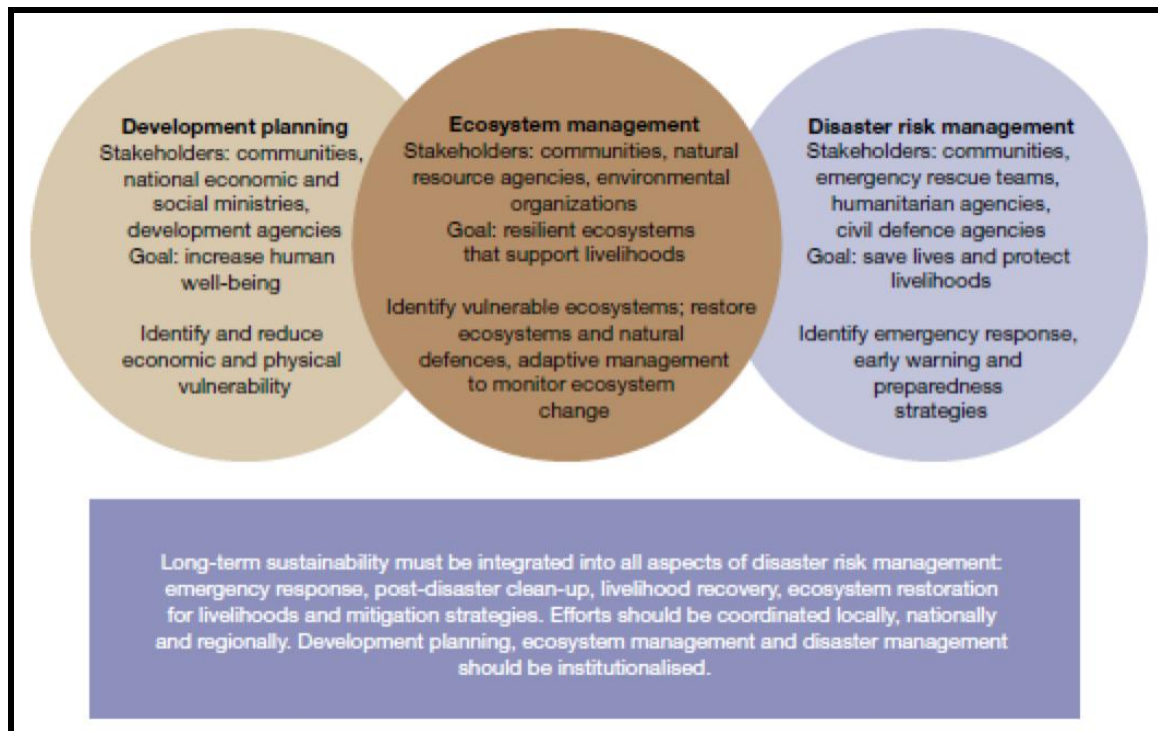 Development planning
Stakeholders: communities,
national economic and
social ministries,
development agencies
Goal: increase human
well-being
Identify and reduce
economic and physical
vulnerability
Ecosystem management
Stakeholders: communities, natural
resource agencies, environmental
organizations
Goal: resilient ecosystems
that support livelihoods
Identify vulnerable ecosystems; restore
ecosystems and natural
defences, adaptive management
to monitor ecosystem
change
Disaster risk management
Stakeholders: communities,
emergency rescue teams,
humanitarian agencies,
civil defence agencies
Goal: save lives and protect
livelihoods
Identify emergency response,
early warning and
preparedness
strategies
Long-term sustainability must be integrated into all aspects of disaster risk management:
emergency response, post-disaster clean-up, livelihood recovery, ecosystem restoration
for livelihoods and mitigation strategies. Efforts should be coordinated locally, nationally
and regionally. Development planning, ecosystem management and disaster management
should be institutionalised.